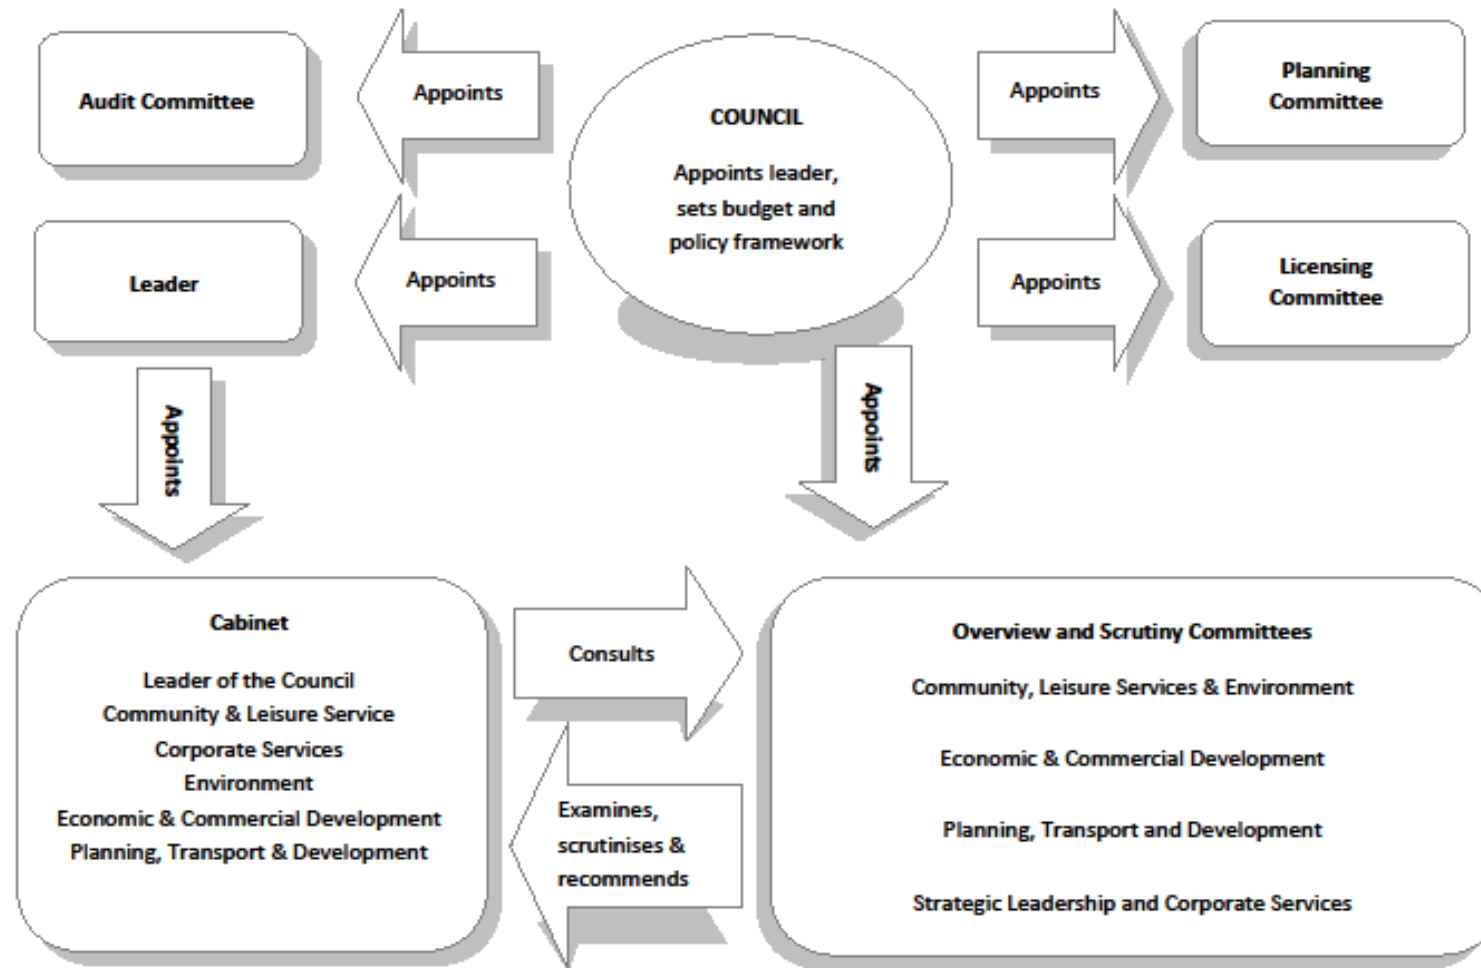 Audit Committee
Appoints
COUNCIL
Appoints leader,
sets budget and
policy framework
Appoints
Planning
Committee
Leader
Appoints
Appoints
Licensing
Committee
Appoints
Appoints
Cabinet
Leader of the Council
Community & Leisure Service
Corporate Services
Environment
Economic & Commercial Development
Planning, Transport & Development
Consults
Examines,
scrutinises &
recommends
Overview and Scrutiny Committees
Community, Leisure Services & Environment
Economic & Commercial Development
Planning, Transport and Development
Strategic Leadership and Corporate Services